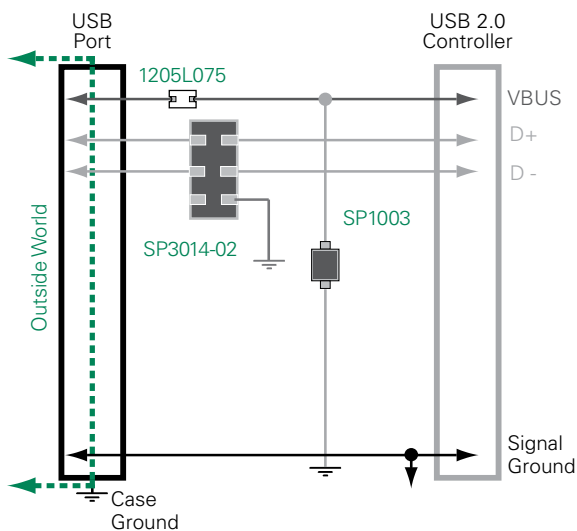 USB
Port
USB 2.0
Controller
1205L075
VBUS
D+
D -
SP1003
SP3014-02
Outside World
Signal
Ground
Case
Ground